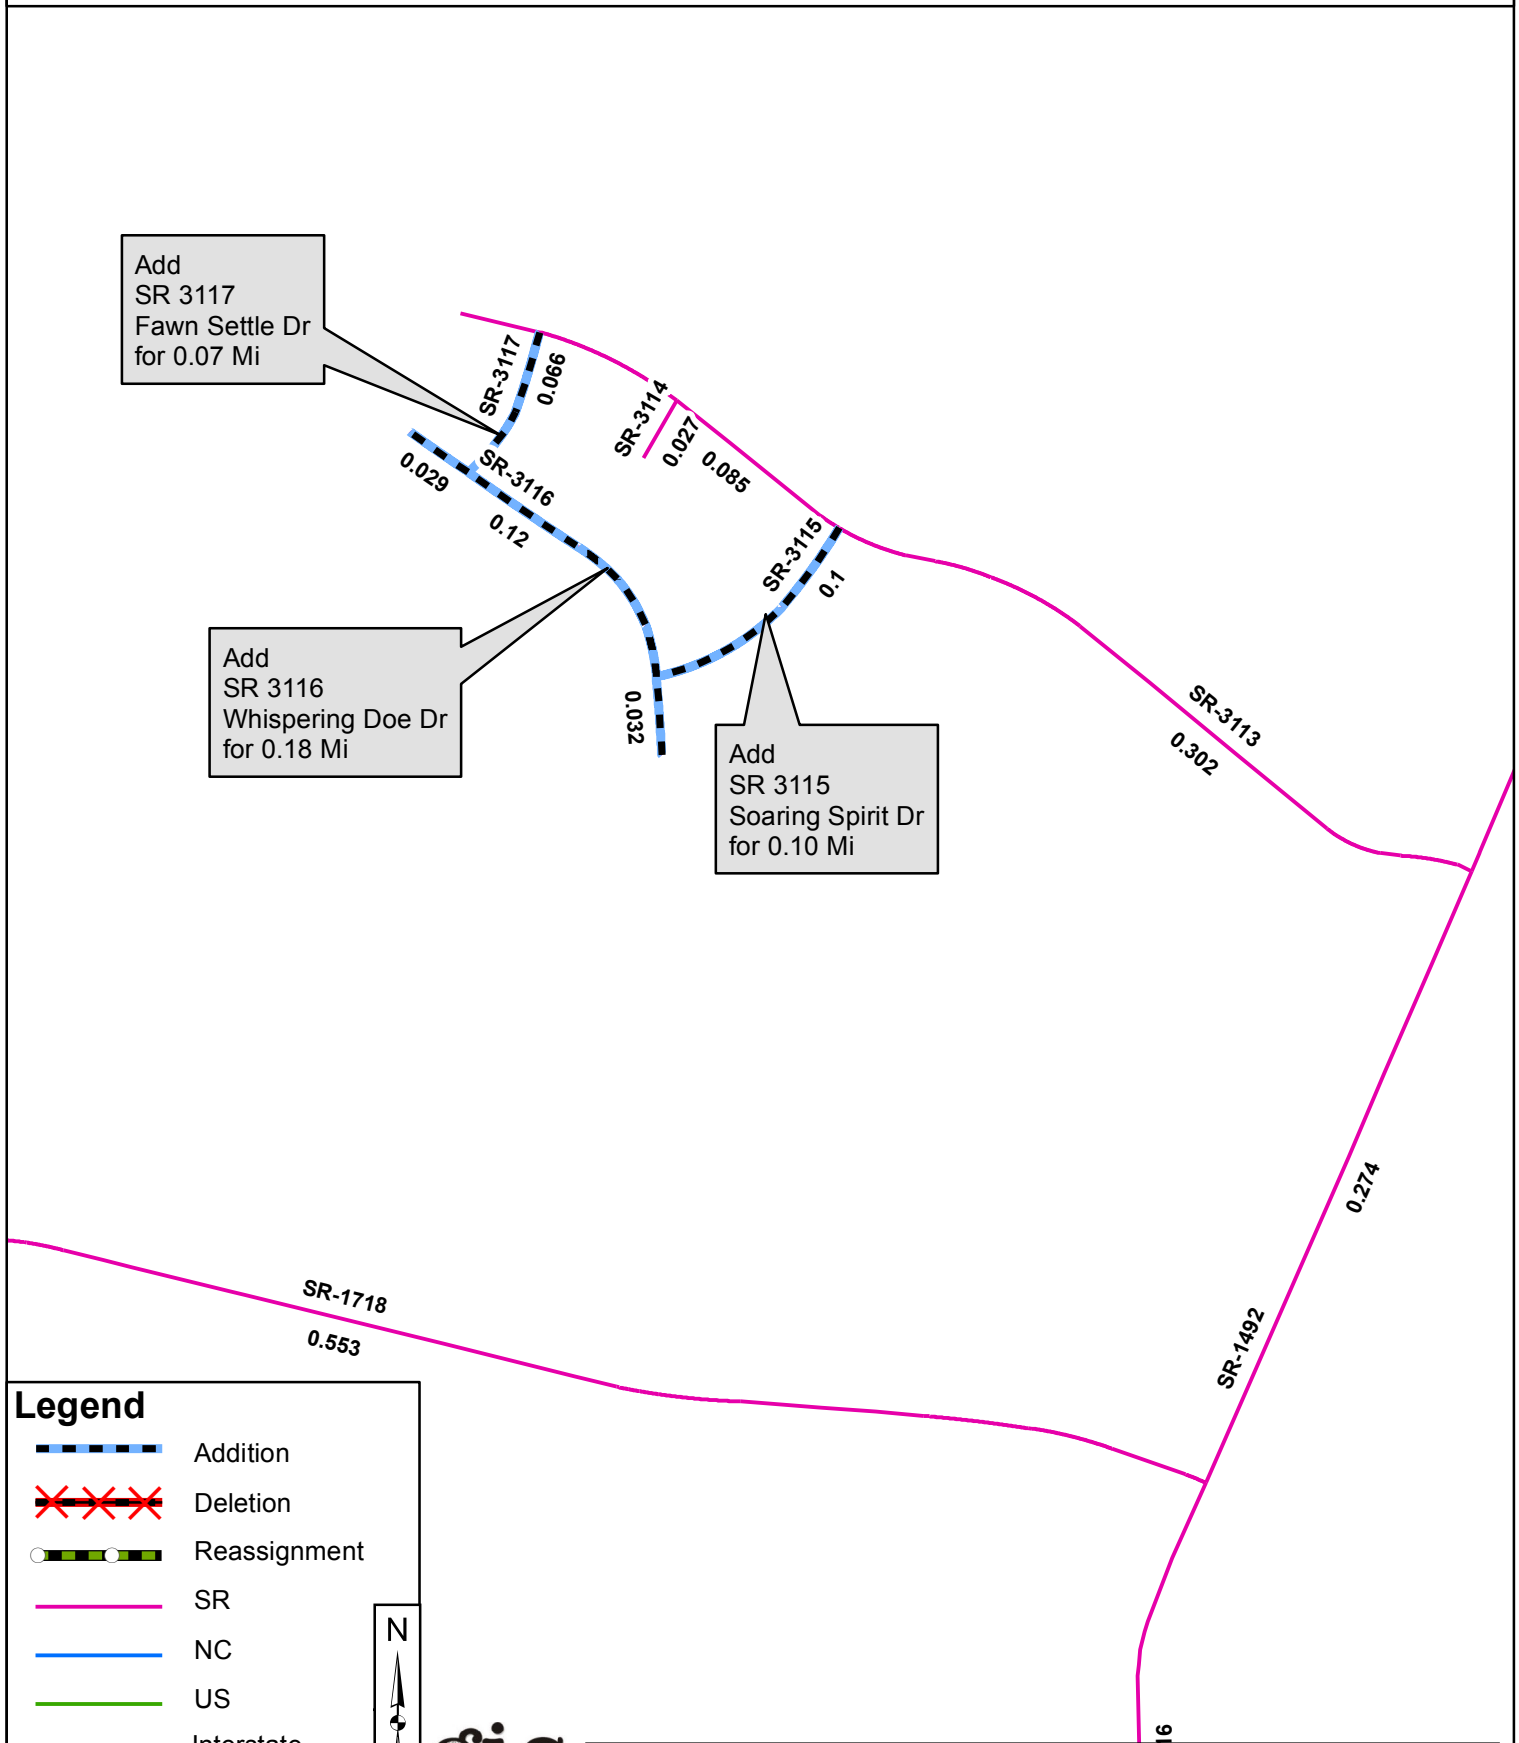 Add
SR 3117
Fawn Settle Dr
for 0.07 Mi
SR-3117
0.066
SR-3114
0.027
0.085
SR-3116
0.029
0.12
SR-3115
0.1
Add
SR 3116
Whispering Doe Dr
for 0.18 Mi
0.032
Add
SR 3115
Soaring Spirit Dr
for 0.10 Mi
SR-3113
0.302
0.274
SR-1492
SR-1718
0.553
Legend
Addition
Deletion
Reassignment
SR
NC
US
Interstate
N